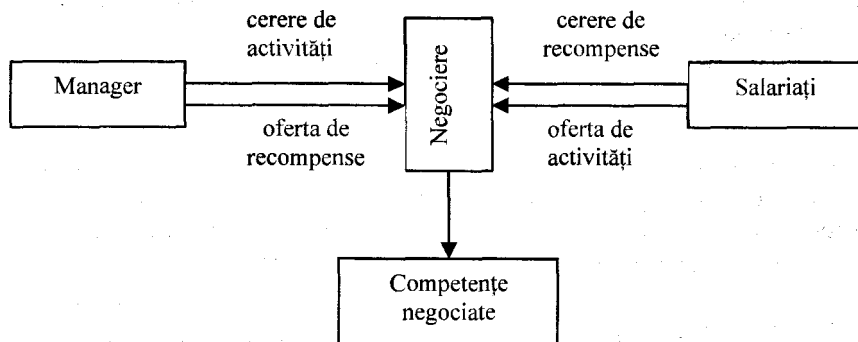 cerere de
activități
cerere de
recompense
Manager
Negociere
Salariați
oferta de
recompense
oferta de
activități
Competențe
negociate